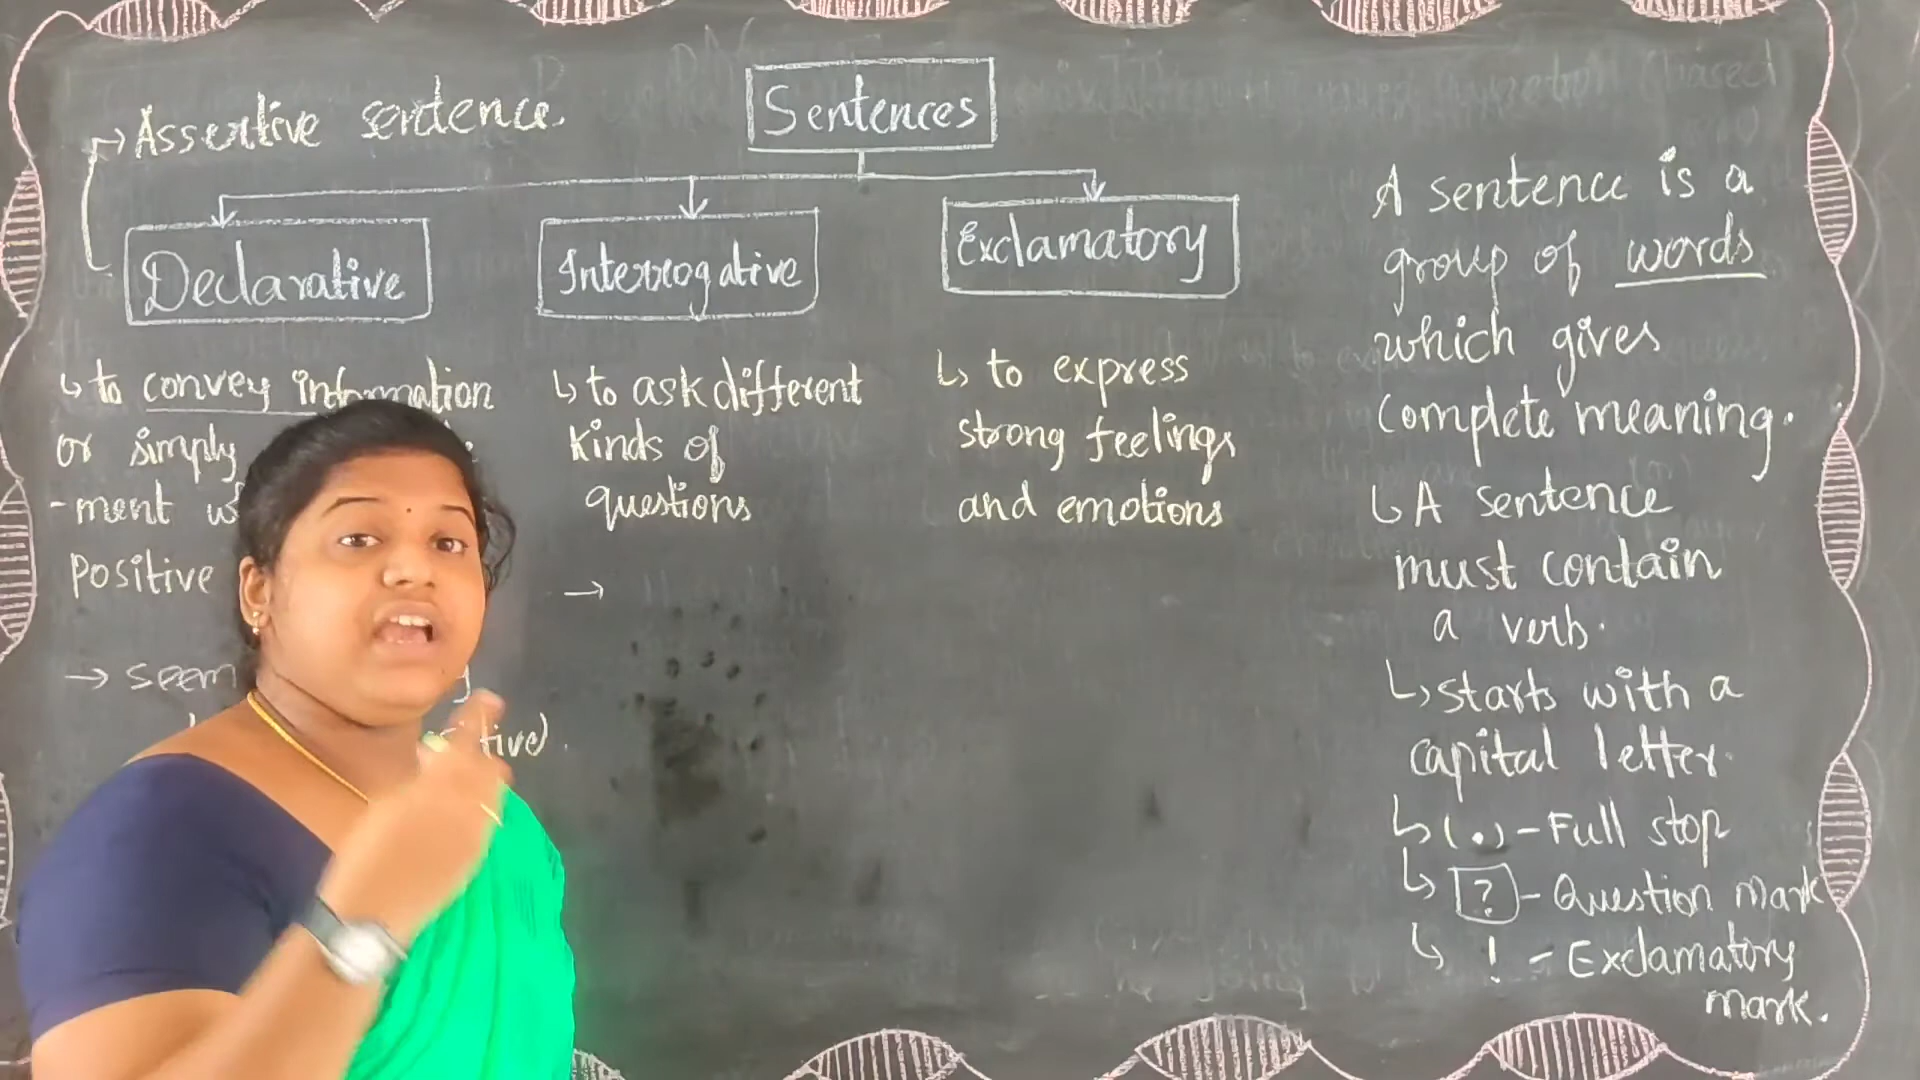 Sentences
Assertive sentence.
Declarative
Interrogative
Exclamatory
to convey information
or simply
-ment
positive
→ seem
tive).
to ask different
kinds of
questions
→
to express
strong feelings
and emotions
A sentence is a
group of words
which gives
complete meaning.
A sentence
must contain
a verb.
starts with a
capital letter.
(.) - Full stop
? - Question mark
! - Exclamatory
mark.